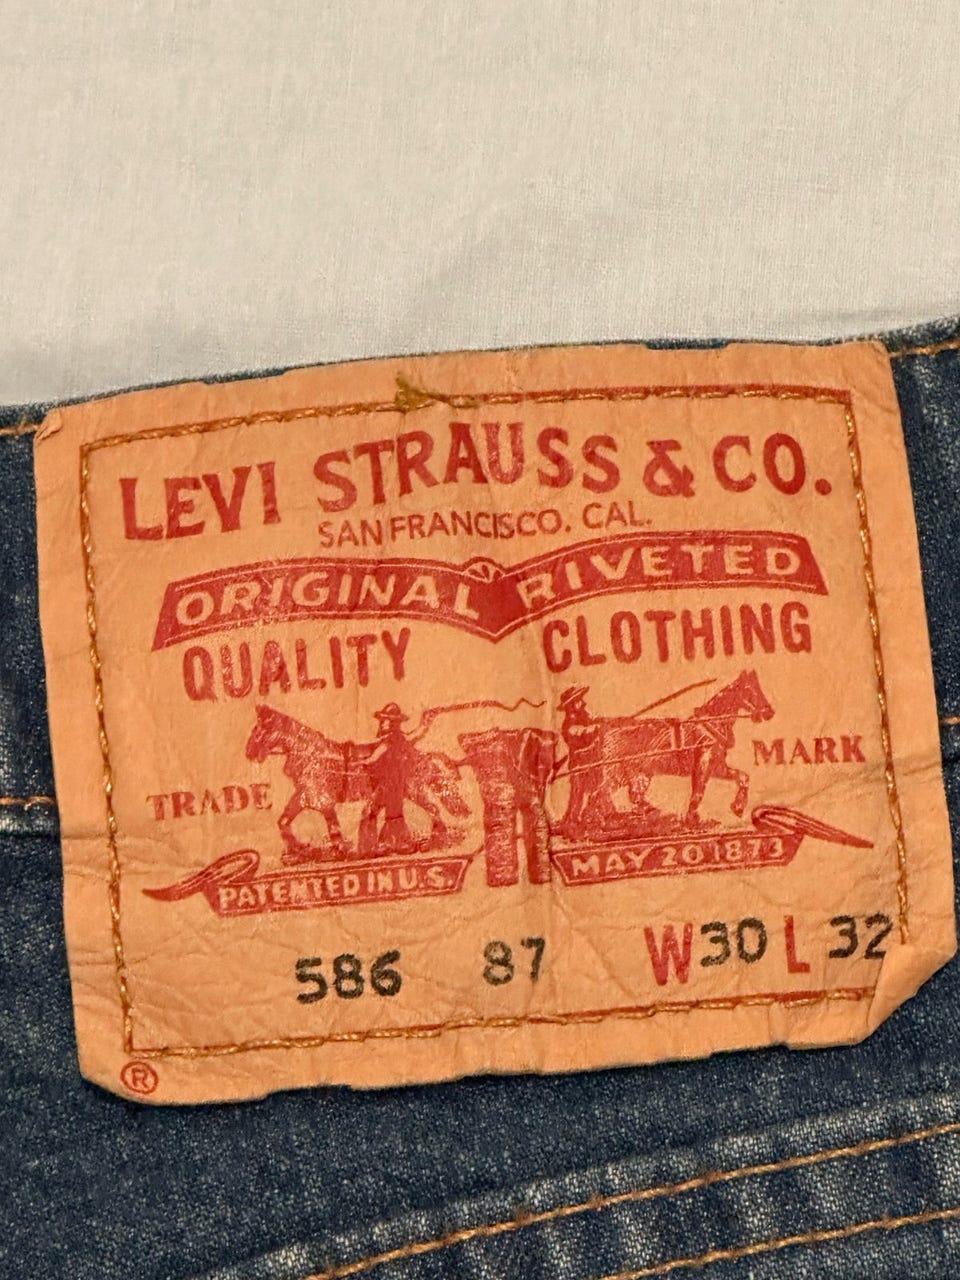 LEVI STRAUSS & CO.
SAN FRANCISCO. CAL.
ORIGINAL RIVETED
QUALITY CLOTHING
TRADE MARK
PATENTED IN U.S. MAY 20 1873
586 87 W30 L 32
®